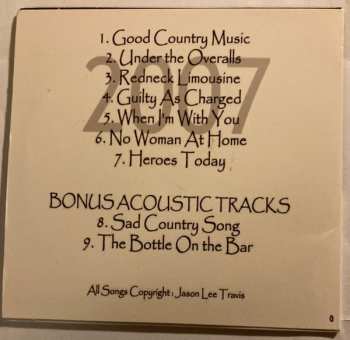 2007
1. Good Country Music
2. Under the Overalls
3. Redneck Limousine
4. Guilty As Charged
5. When I'm With You
6. No Woman At Home
7. Heroes Today
BONUS ACOUSTIC TRACKS
8. Sad Country Song
9. The Bottle On the Bar
All Songs Copyright: Jason Lee Travis
0